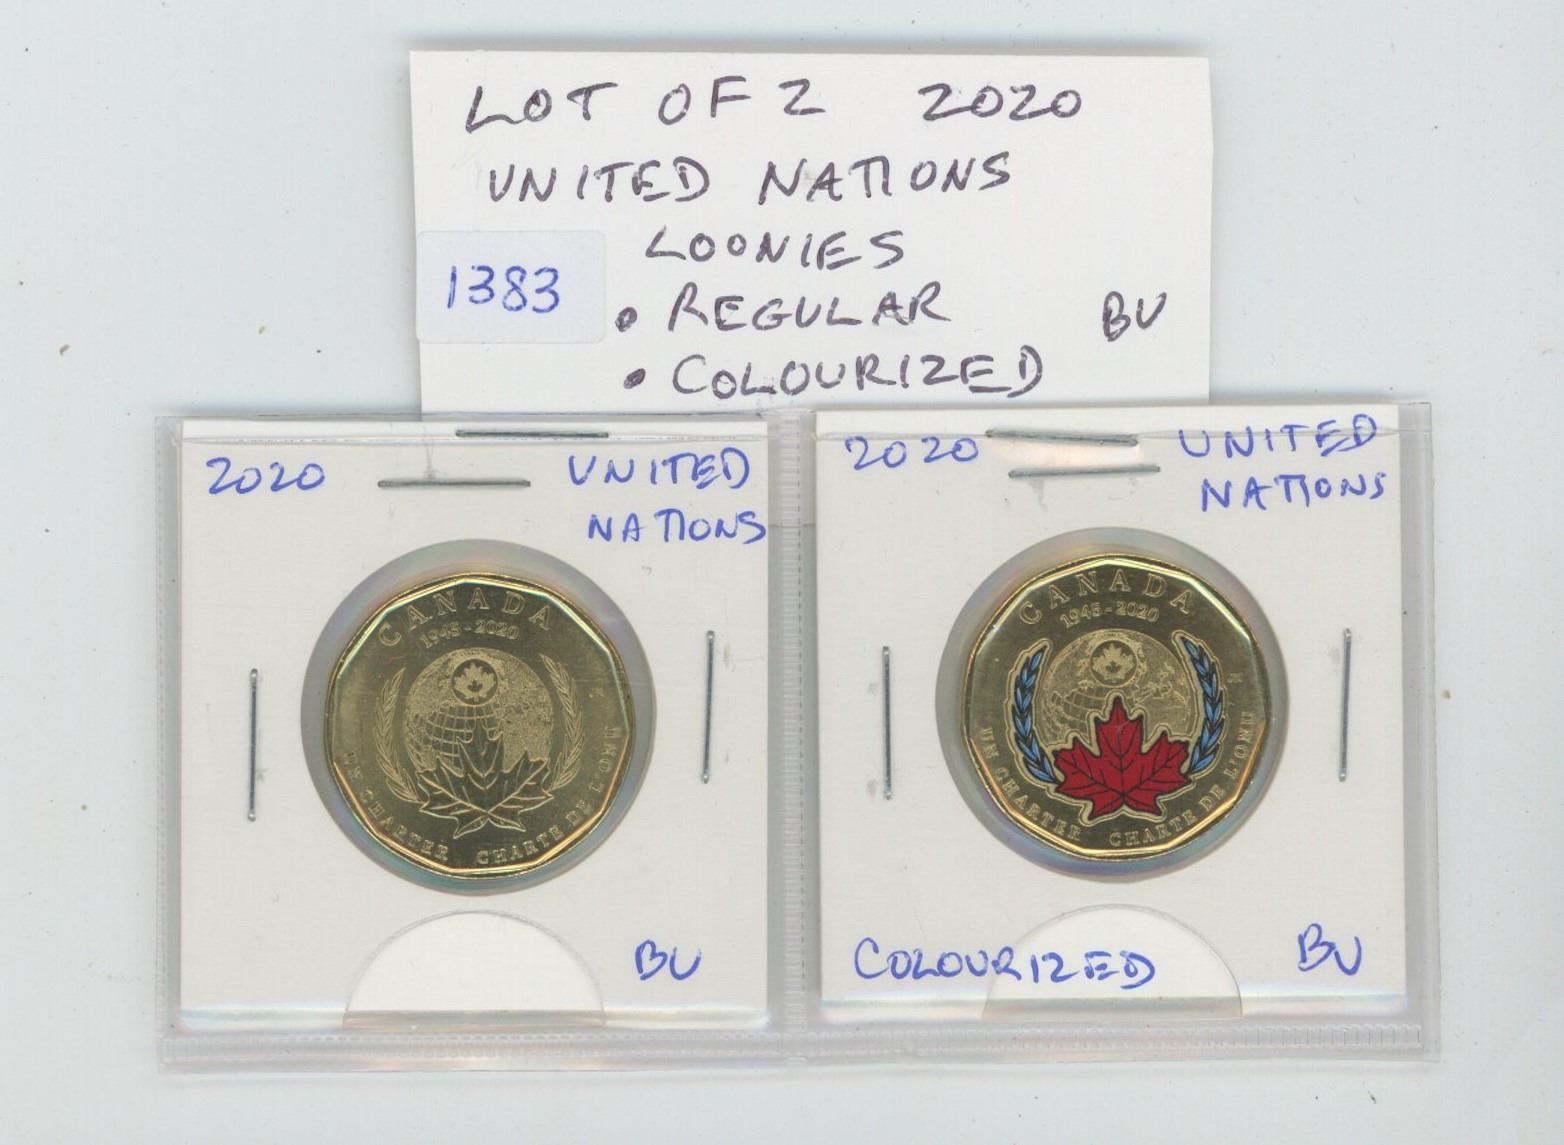 LOT OF 2 2020
UNITED NATIONS
LOONIES
1383
• REGULAR BU
• COLOURIZED
2020 UNITED
NATIONS
CANADA
1945-2020
UN CHARTER CHARTE DE L'ONU
BU
2020 UNITED
NATIONS
CANADA
1945-2020
UN CHARTER CHARTE DE L'ONU
COLOURIZED BU